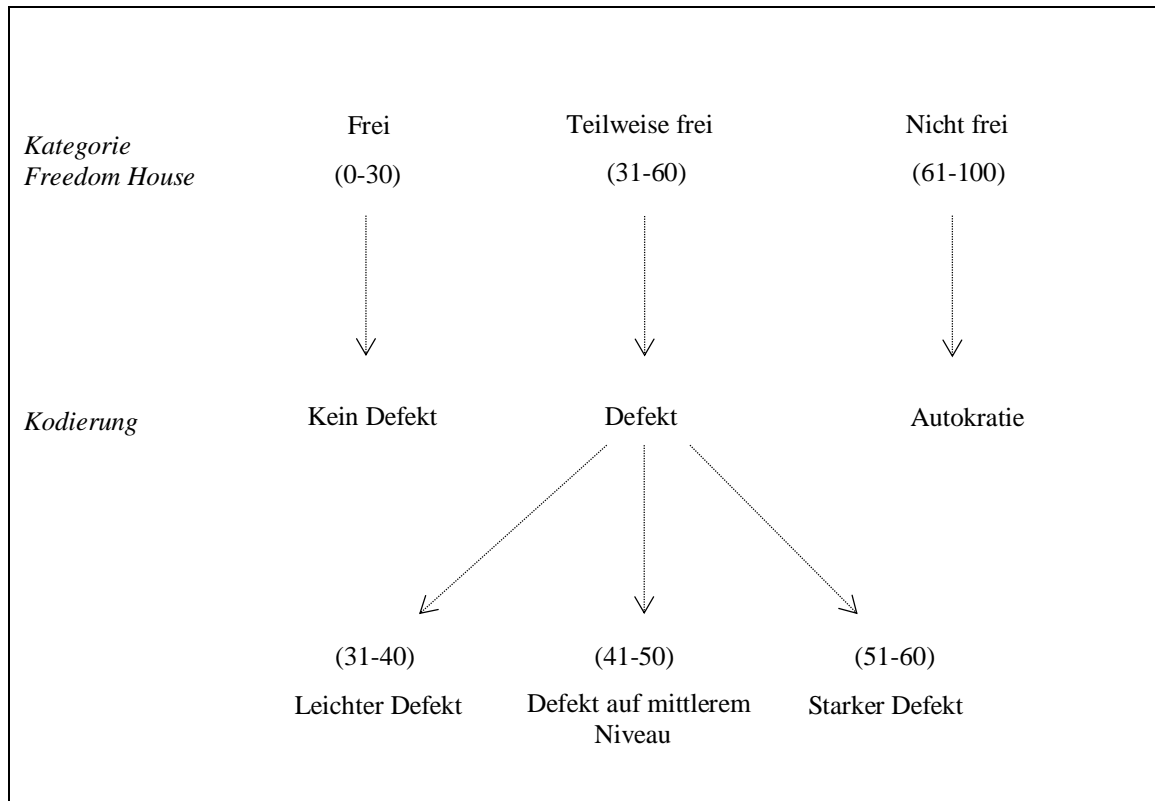 Kategorie
Freedom House
Frei
Teilweise frei
Nicht frei
(0-30)
(31-60)
(61-100)
Kodierung
Kein Defekt
Defekt
Autokratie
(31-40)
(41-50)
(51-60)
Leichter Defekt
Defekt auf mittlerem
Niveau
Starker Defekt